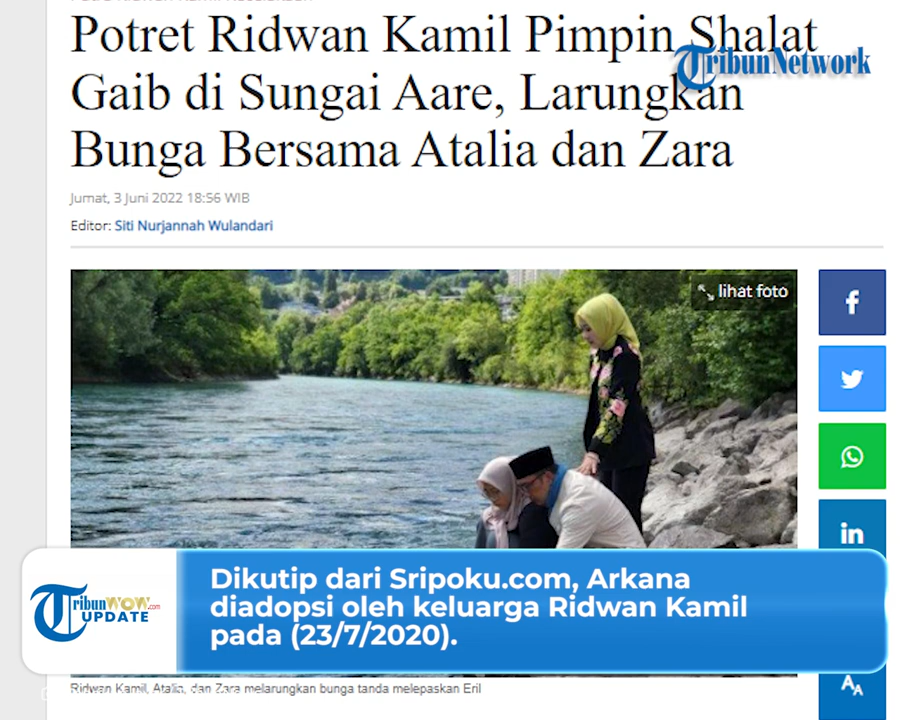 Potret Ridwan Kamil Pimpin Shalat
Gaib di Sungai Aare, Larungkan
Bunga Bersama Atalia dan Zara
TribunNetwork
Jumat, 3 Juni 2022 18:56 WIB
Editor: Siti Nurjannah Wulandari
lihat foto
TribunWOW.com
UPDATE
Dikutip dari Sripoku.com, Arkana
diadopsi oleh keluarga Ridwan Kamil
pada (23/7/2020).
Ridwan Kamil, Atalia, dan Zara melarungkan bunga tanda melepaskan Eril